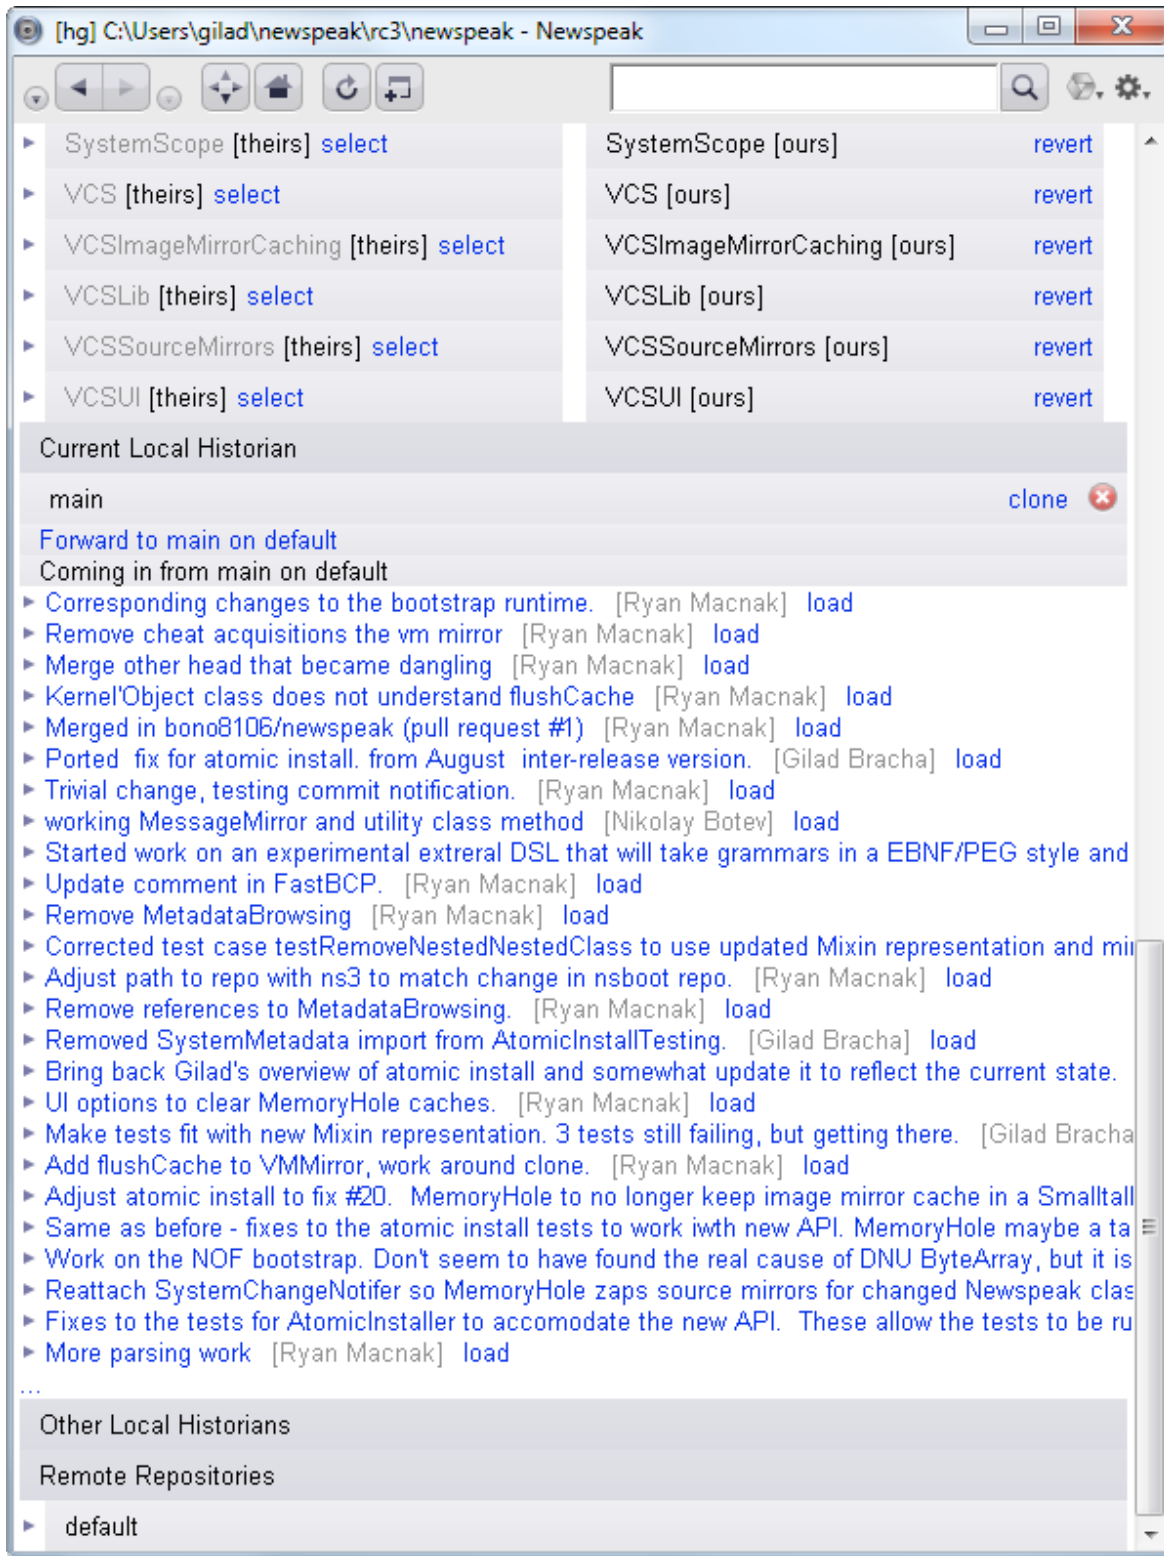 [hg] C:\Users\gilad\newspeak\rc3\newspeak - Newspeak
SystemScope [theirs] select SystemScope [ours] revert
VCS [theirs] select VCS [ours] revert
VCSImageMirrorCaching [theirs] select VCSImageMirrorCaching [ours] revert
VCSLib [theirs] select VCSLib [ours] revert
VCSSourceMirrors [theirs] select VCSSourceMirrors [ours] revert
VCSUI [theirs] select VCSUI [ours] revert
Current Local Historian
main clone
Forward to main on default
Coming in from main on default
Corresponding changes to the bootstrap runtime. [Ryan Macnak] load
Remove cheat acquisitions the vm mirror [Ryan Macnak] load
Merge other head that became dangling [Ryan Macnak] load
Kernel'Object class does not understand flushCache [Ryan Macnak] load
Merged in bono8106/newspeak (pull request #1) [Ryan Macnak] load
Ported fix for atomic install. from August inter-release version. [Gilad Bracha] load
Trivial change, testing commit notification. [Ryan Macnak] load
working MessageMirror and utility class method [Nikolay Botev] load
Started work on an experimental extreral DSL that will take grammars in a EBNF/PEG style and
Update comment in FastBCP. [Ryan Macnak] load
Remove MetadataBrowsing [Ryan Macnak] load
Corrected test case testRemoveNestedNestedClass to use updated Mixin representation and mir
Adjust path to repo with ns3 to match change in nsboot repo. [Ryan Macnak] load
Remove references to MetadataBrowsing. [Ryan Macnak] load
Removed SystemMetadata import from AtomicInstallTesting. [Gilad Bracha] load
Bring back Gilad's overview of atomic install and somewhat update it to reflect the current state.
UI options to clear MemoryHole caches. [Ryan Macnak] load
Make tests fit with new Mixin representation. 3 tests still failing, but getting there. [Gilad Bracha
Add flushCache to VMMirror, work around clone. [Ryan Macnak] load
Adjust atomic install to fix #20. MemoryHole to no longer keep image mirror cache in a Smalltall
Same as before - fixes to the atomic install tests to work iwth new API. MemoryHole maybe a ta
Work on the NOF bootstrap. Don't seem to have found the real cause of DNU ByteArray, but it is
Reattach SystemChangeNotifer so MemoryHole zaps source mirrors for changed Newspeak clas
Fixes to the tests for AtomicInstaller to accomodate the new API. These allow the tests to be ru
More parsing work [Ryan Macnak] load
...
Other Local Historians
Remote Repositories
default